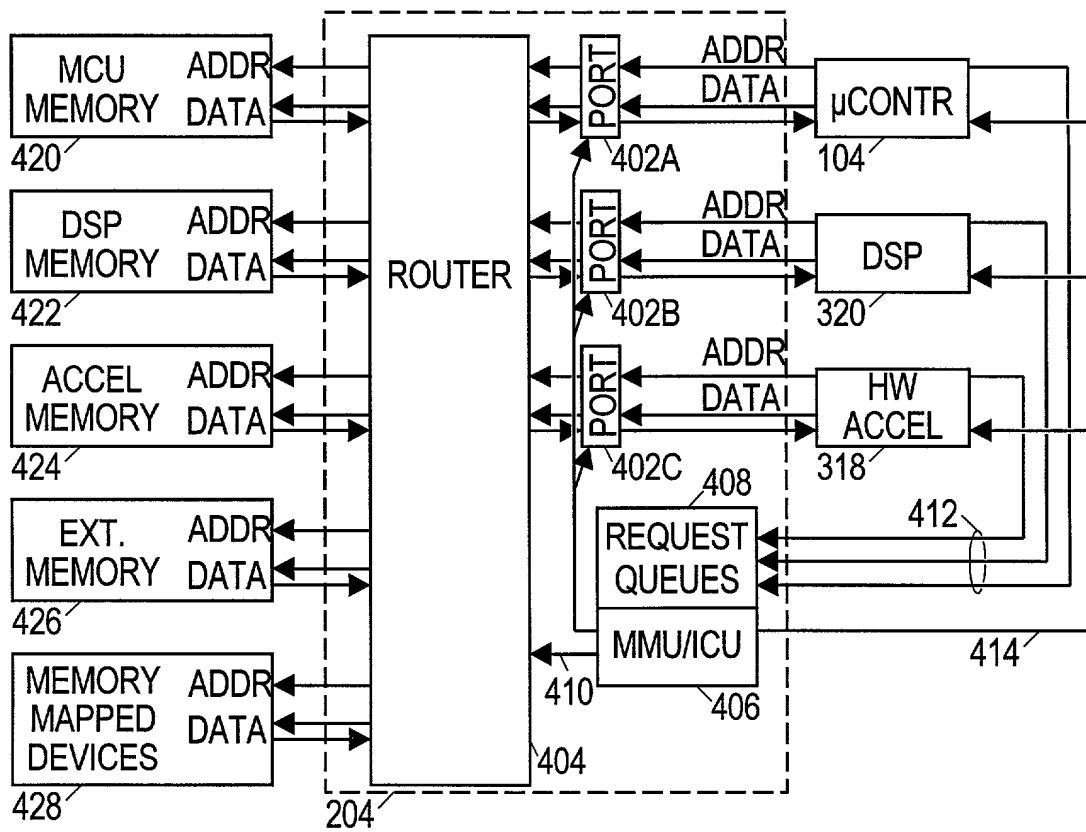 MCU
MEMORY
ADDR
DATA
420
DSP
MEMORY
ADDR
DATA
422
ACCEL
MEMORY
ADDR
DATA
424
EXT.
MEMORY
ADDR
DATA
426
MEMORY
MAPPED
DEVICES
ADDR
DATA
428
ROUTER
404
204
PORT
402A
PORT
402B
PORT
402C
ADDR
DATA
µCONTR
104
ADDR
DATA
DSP
320
ADDR
DATA
HW
ACCEL
318
408
REQUEST
QUEUES
MMU/ICU
406
410
412
414